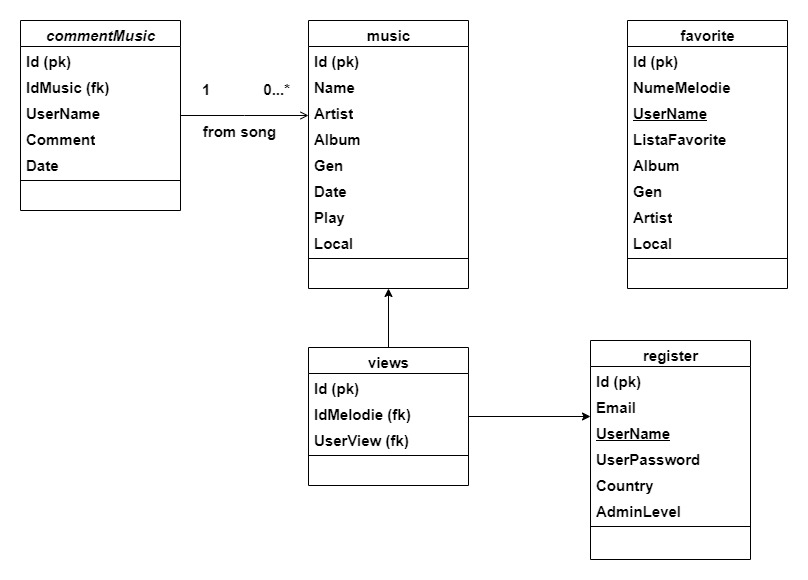 commentMusic
Id (pk)
IdMusic (fk)
UserName
Comment
Date
1
0...*
from song
music
Id (pk)
Name
Artist
Album
Gen
Date
Play
Local
favorite
Id (pk)
NumeMelodie
UserName
ListaFavorite
Album
Gen
Artist
Local
views
Id (pk)
IdMelodie (fk)
UserView (fk)
register
Id (pk)
Email
UserName
UserPassword
Country
AdminLevel